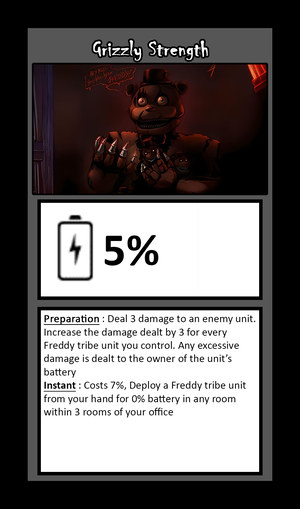 Grizzly Strength
5%
Preparation : Deal 3 damage to an enemy unit.
Increase the damage dealt by 3 for every
Freddy tribe unit you control. Any excessive
damage is dealt to the owner of the unit's
battery
Instant : Costs 7%, Deploy a Freddy tribe unit
from your hand for 0% battery in any room
within 3 rooms of your office